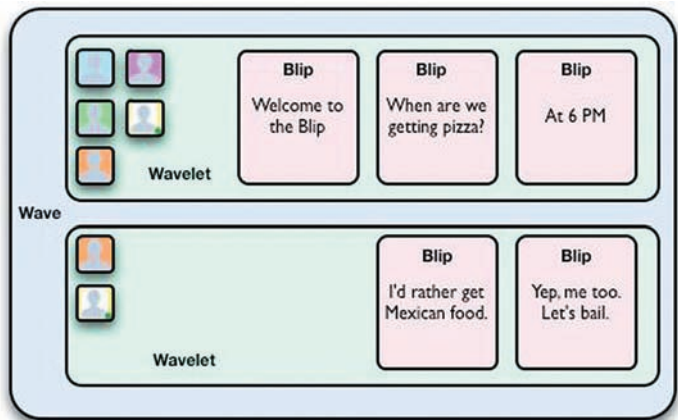 Blip
Welcome to
the Blip
Blip
When are we
getting pizza?
Blip
At 6 PM
Wavelet
Wave
Blip
I'd rather get
Mexican food.
Blip
Yep, me too.
Let's bail.
Wavelet